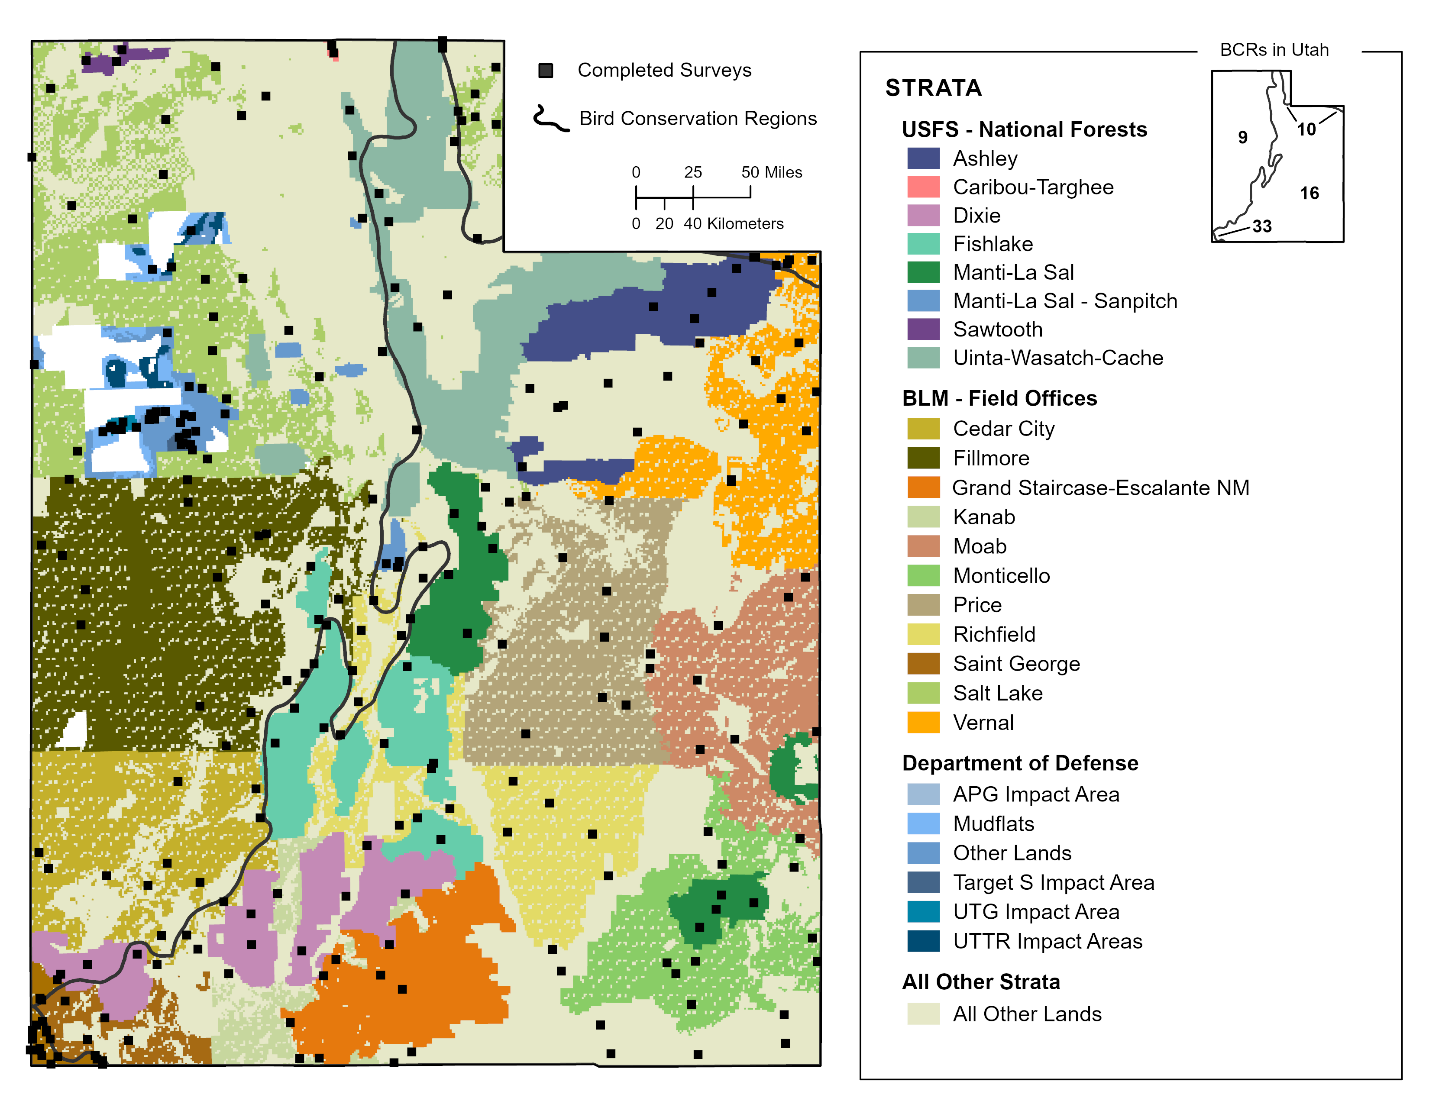 Completed Surveys
Bird Conservation Regions
0 25 50 Miles
0 20 40 Kilometers
BCRs in Utah
9
10
16
33
STRATA
USFS - National Forests
Ashley
Caribou-Targhee
Dixie
Fishlake
Manti-La Sal
Manti-La Sal - Sanpitch
Sawtooth
Uinta-Wasatch-Cache
BLM - Field Offices
Cedar City
Fillmore
Grand Staircase-Escalante NM
Kanab
Moab
Monticello
Price
Richfield
Saint George
Salt Lake
Vernal
Department of Defense
APG Impact Area
Mudflats
Other Lands
Target S Impact Area
UTG Impact Area
UTTR Impact Areas
All Other Strata
All Other Lands